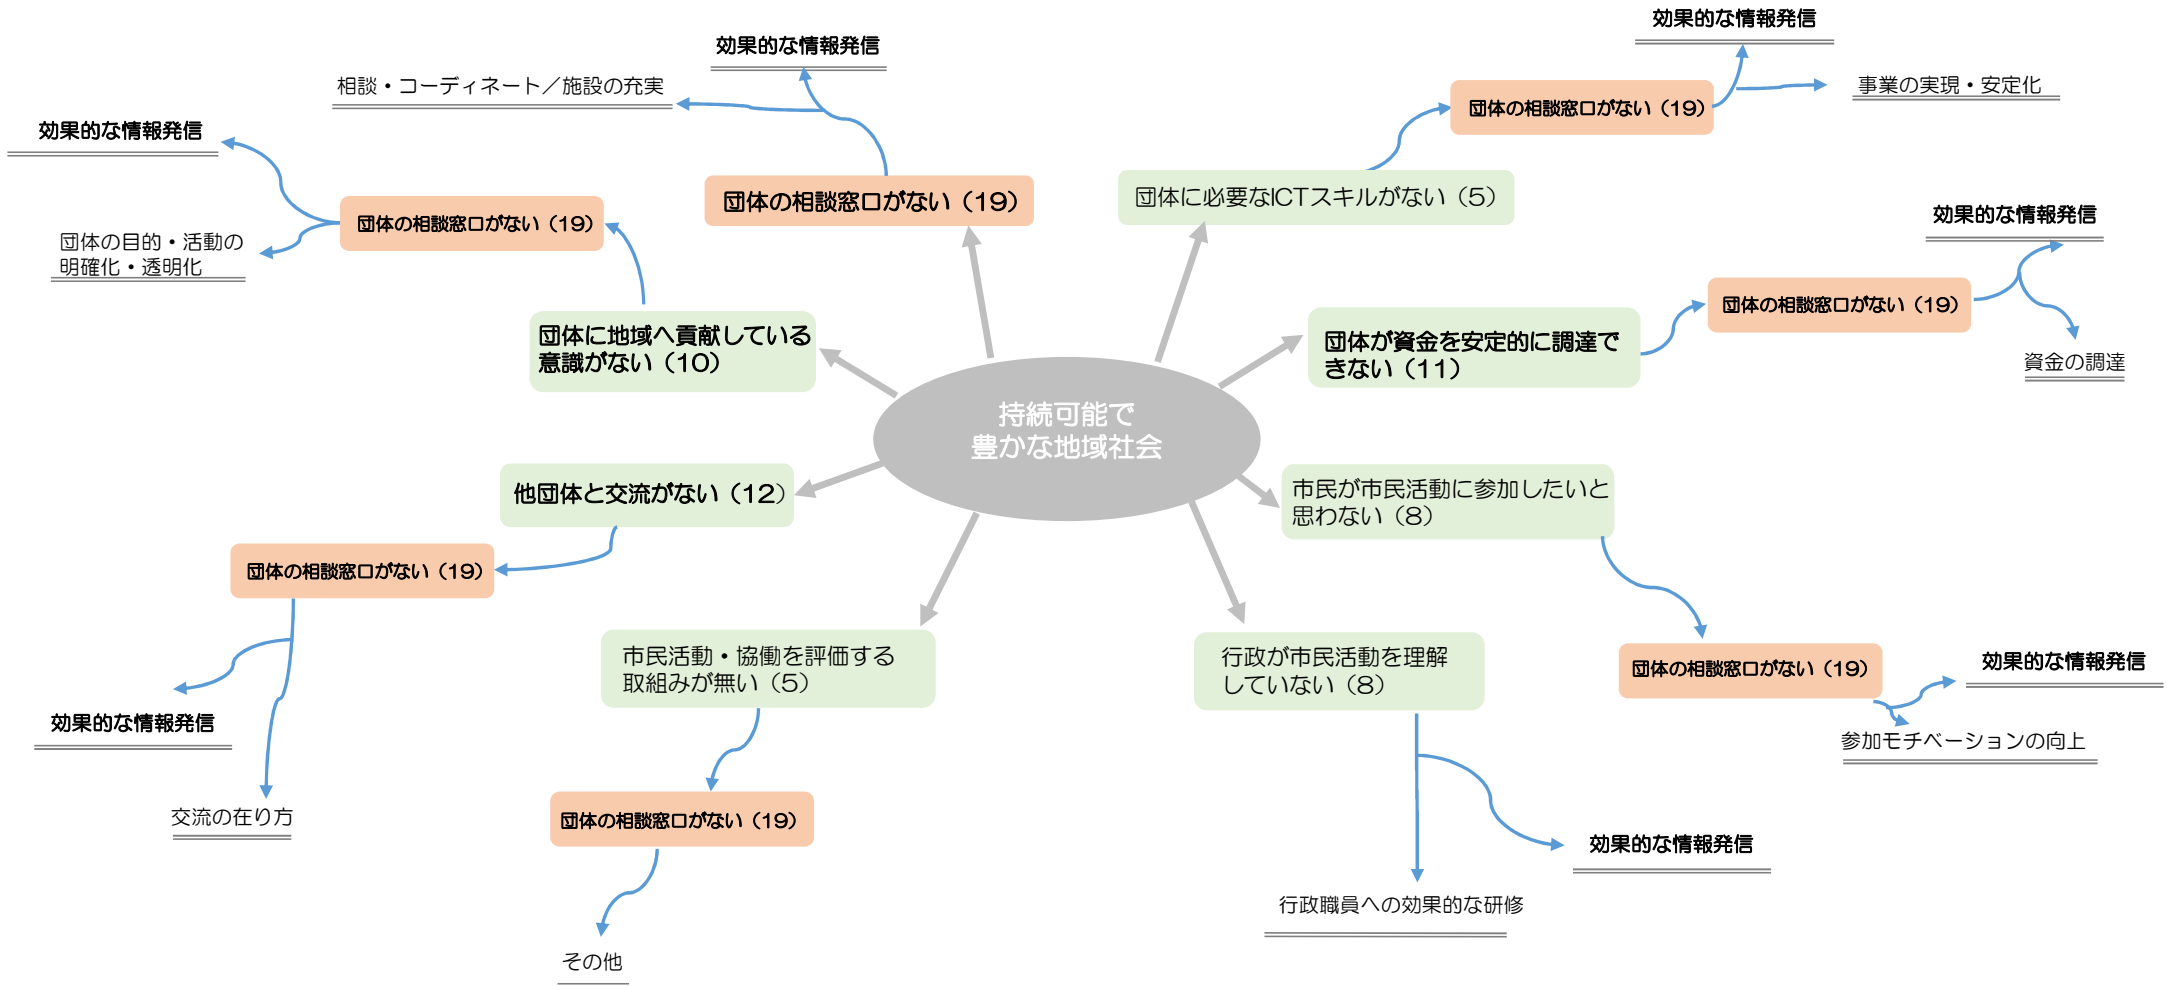 効果的な情報発信
効果的な情報発信
相談・コーディネート／施設の充実
事業の実現・安定化
団体の相談窓口がない（19）
効果的な情報発信
団体の相談窓口がない（19）
団体に必要なICTスキルがない（5）
効果的な情報発信
団体の相談窓口がない（19）
団体の目的・活動の
明確化・透明化
団体の相談窓口がない（19）
団体に地域へ貢献している
意識がない（10）
団体が資金を安定的に調達で
きない（11）
資金の調達
持続可能で
豊かな地域社会
他団体と交流がない（12）
市民が市民活動に参加したいと
思わない（8）
団体の相談窓口がない（19）
市民活動・協働を評価する
取組みが無い（5）
行政が市民活動を理解
していない（8）
団体の相談窓口がない（19）
効果的な情報発信
効果的な情報発信
参加モチベーションの向上
交流の在り方
団体の相談窓口がない（19）
効果的な情報発信
行政職員への効果的な研修
その他